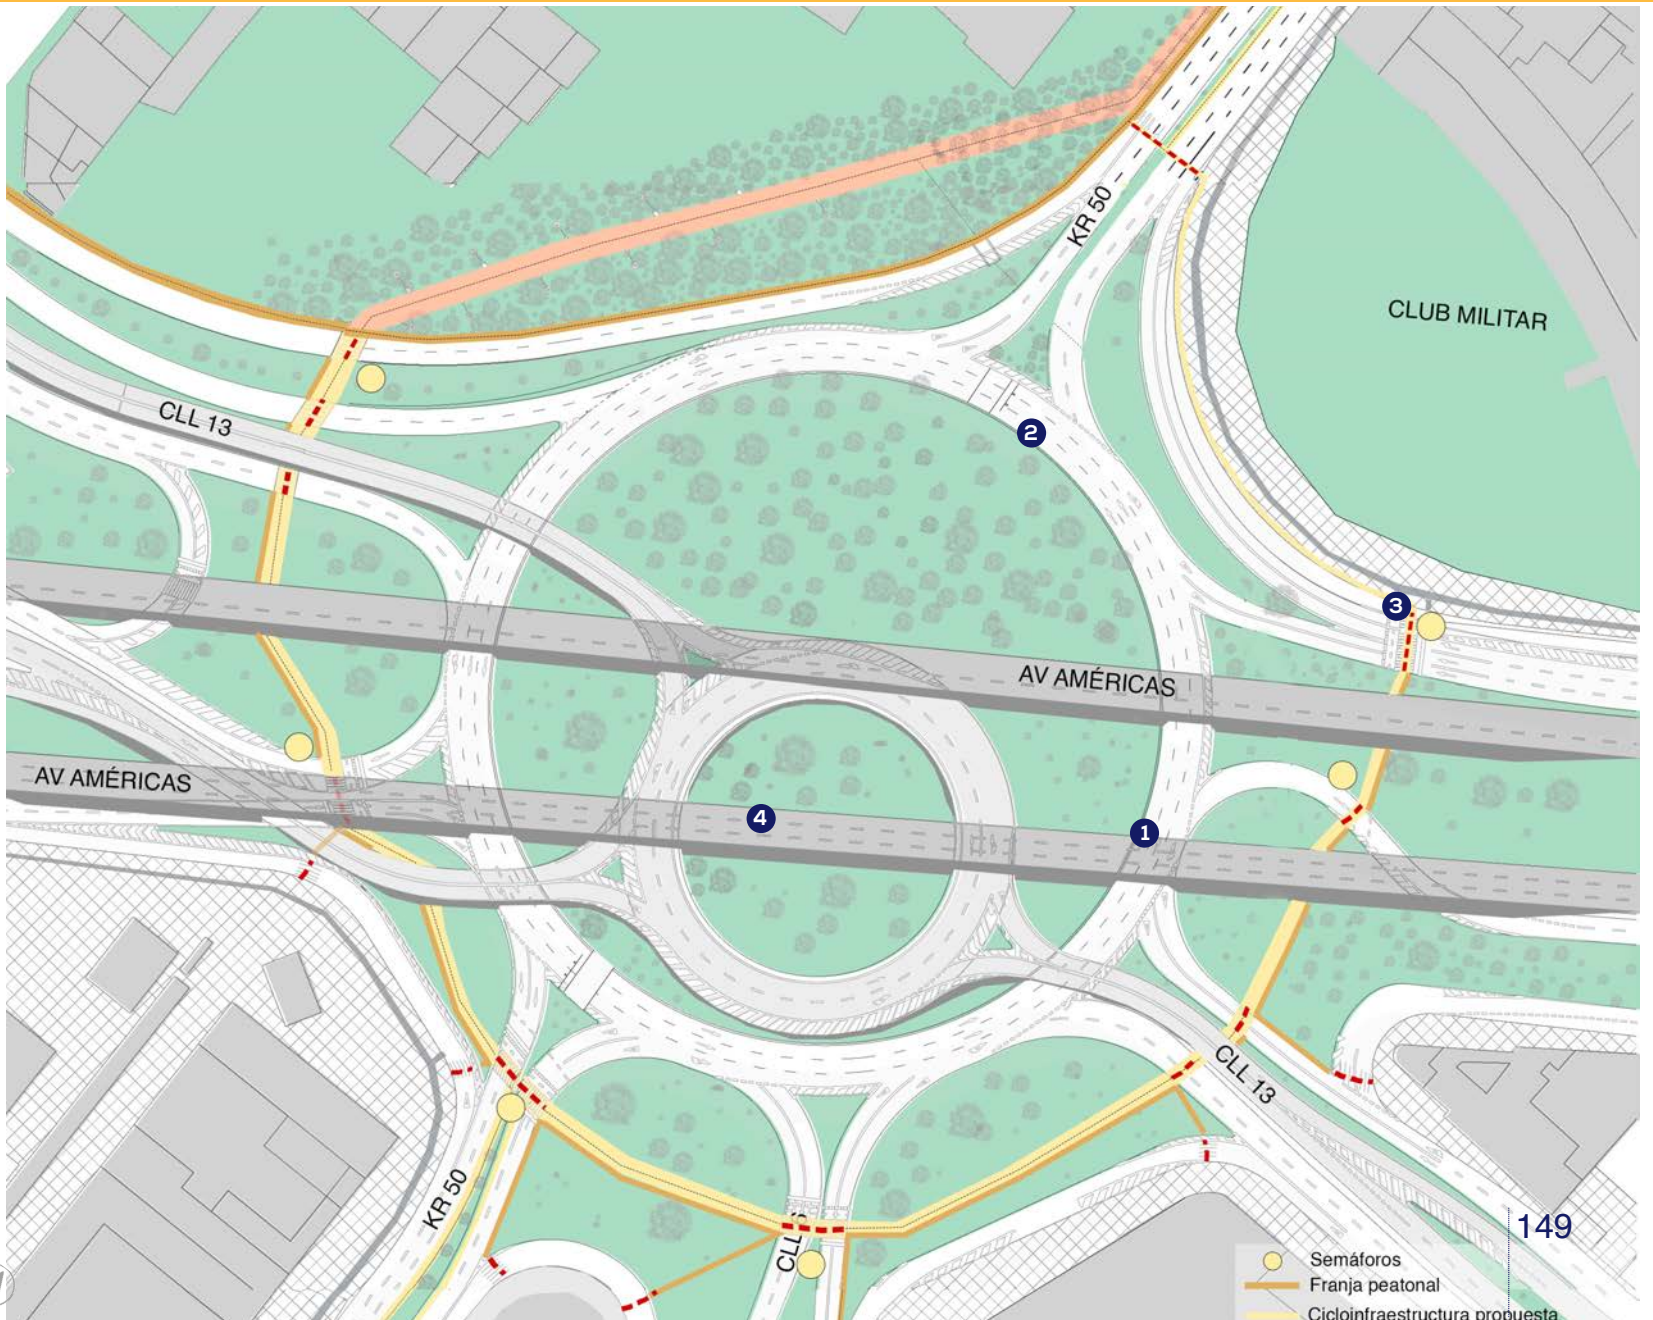 KR 50
CLUB MILITAR
CLL 13
2
3
AV AMÉRICAS
AV AMÉRICAS
4
1
CLL 13
KR 50
CLL
149
Semáforos
Franja peatonal
Cicloinfraestructura propuesta